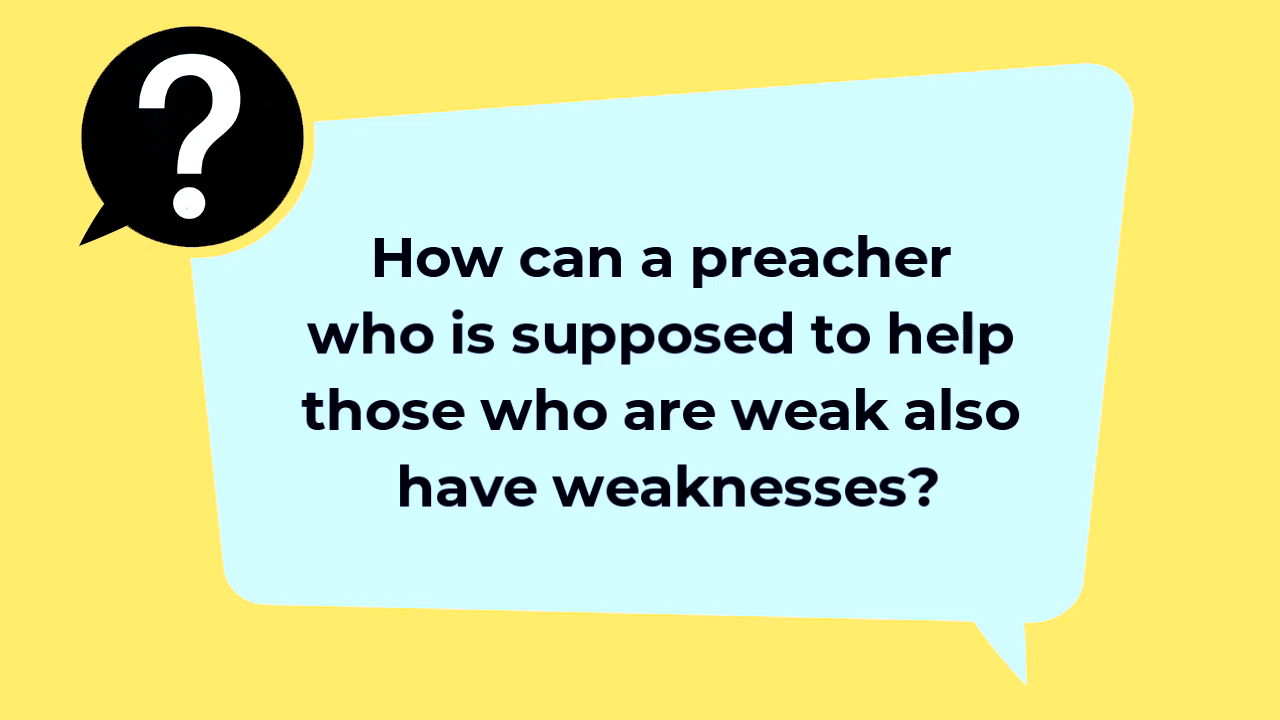 ?
How can a preacher
who is supposed to help
those who are weak also
have weaknesses?